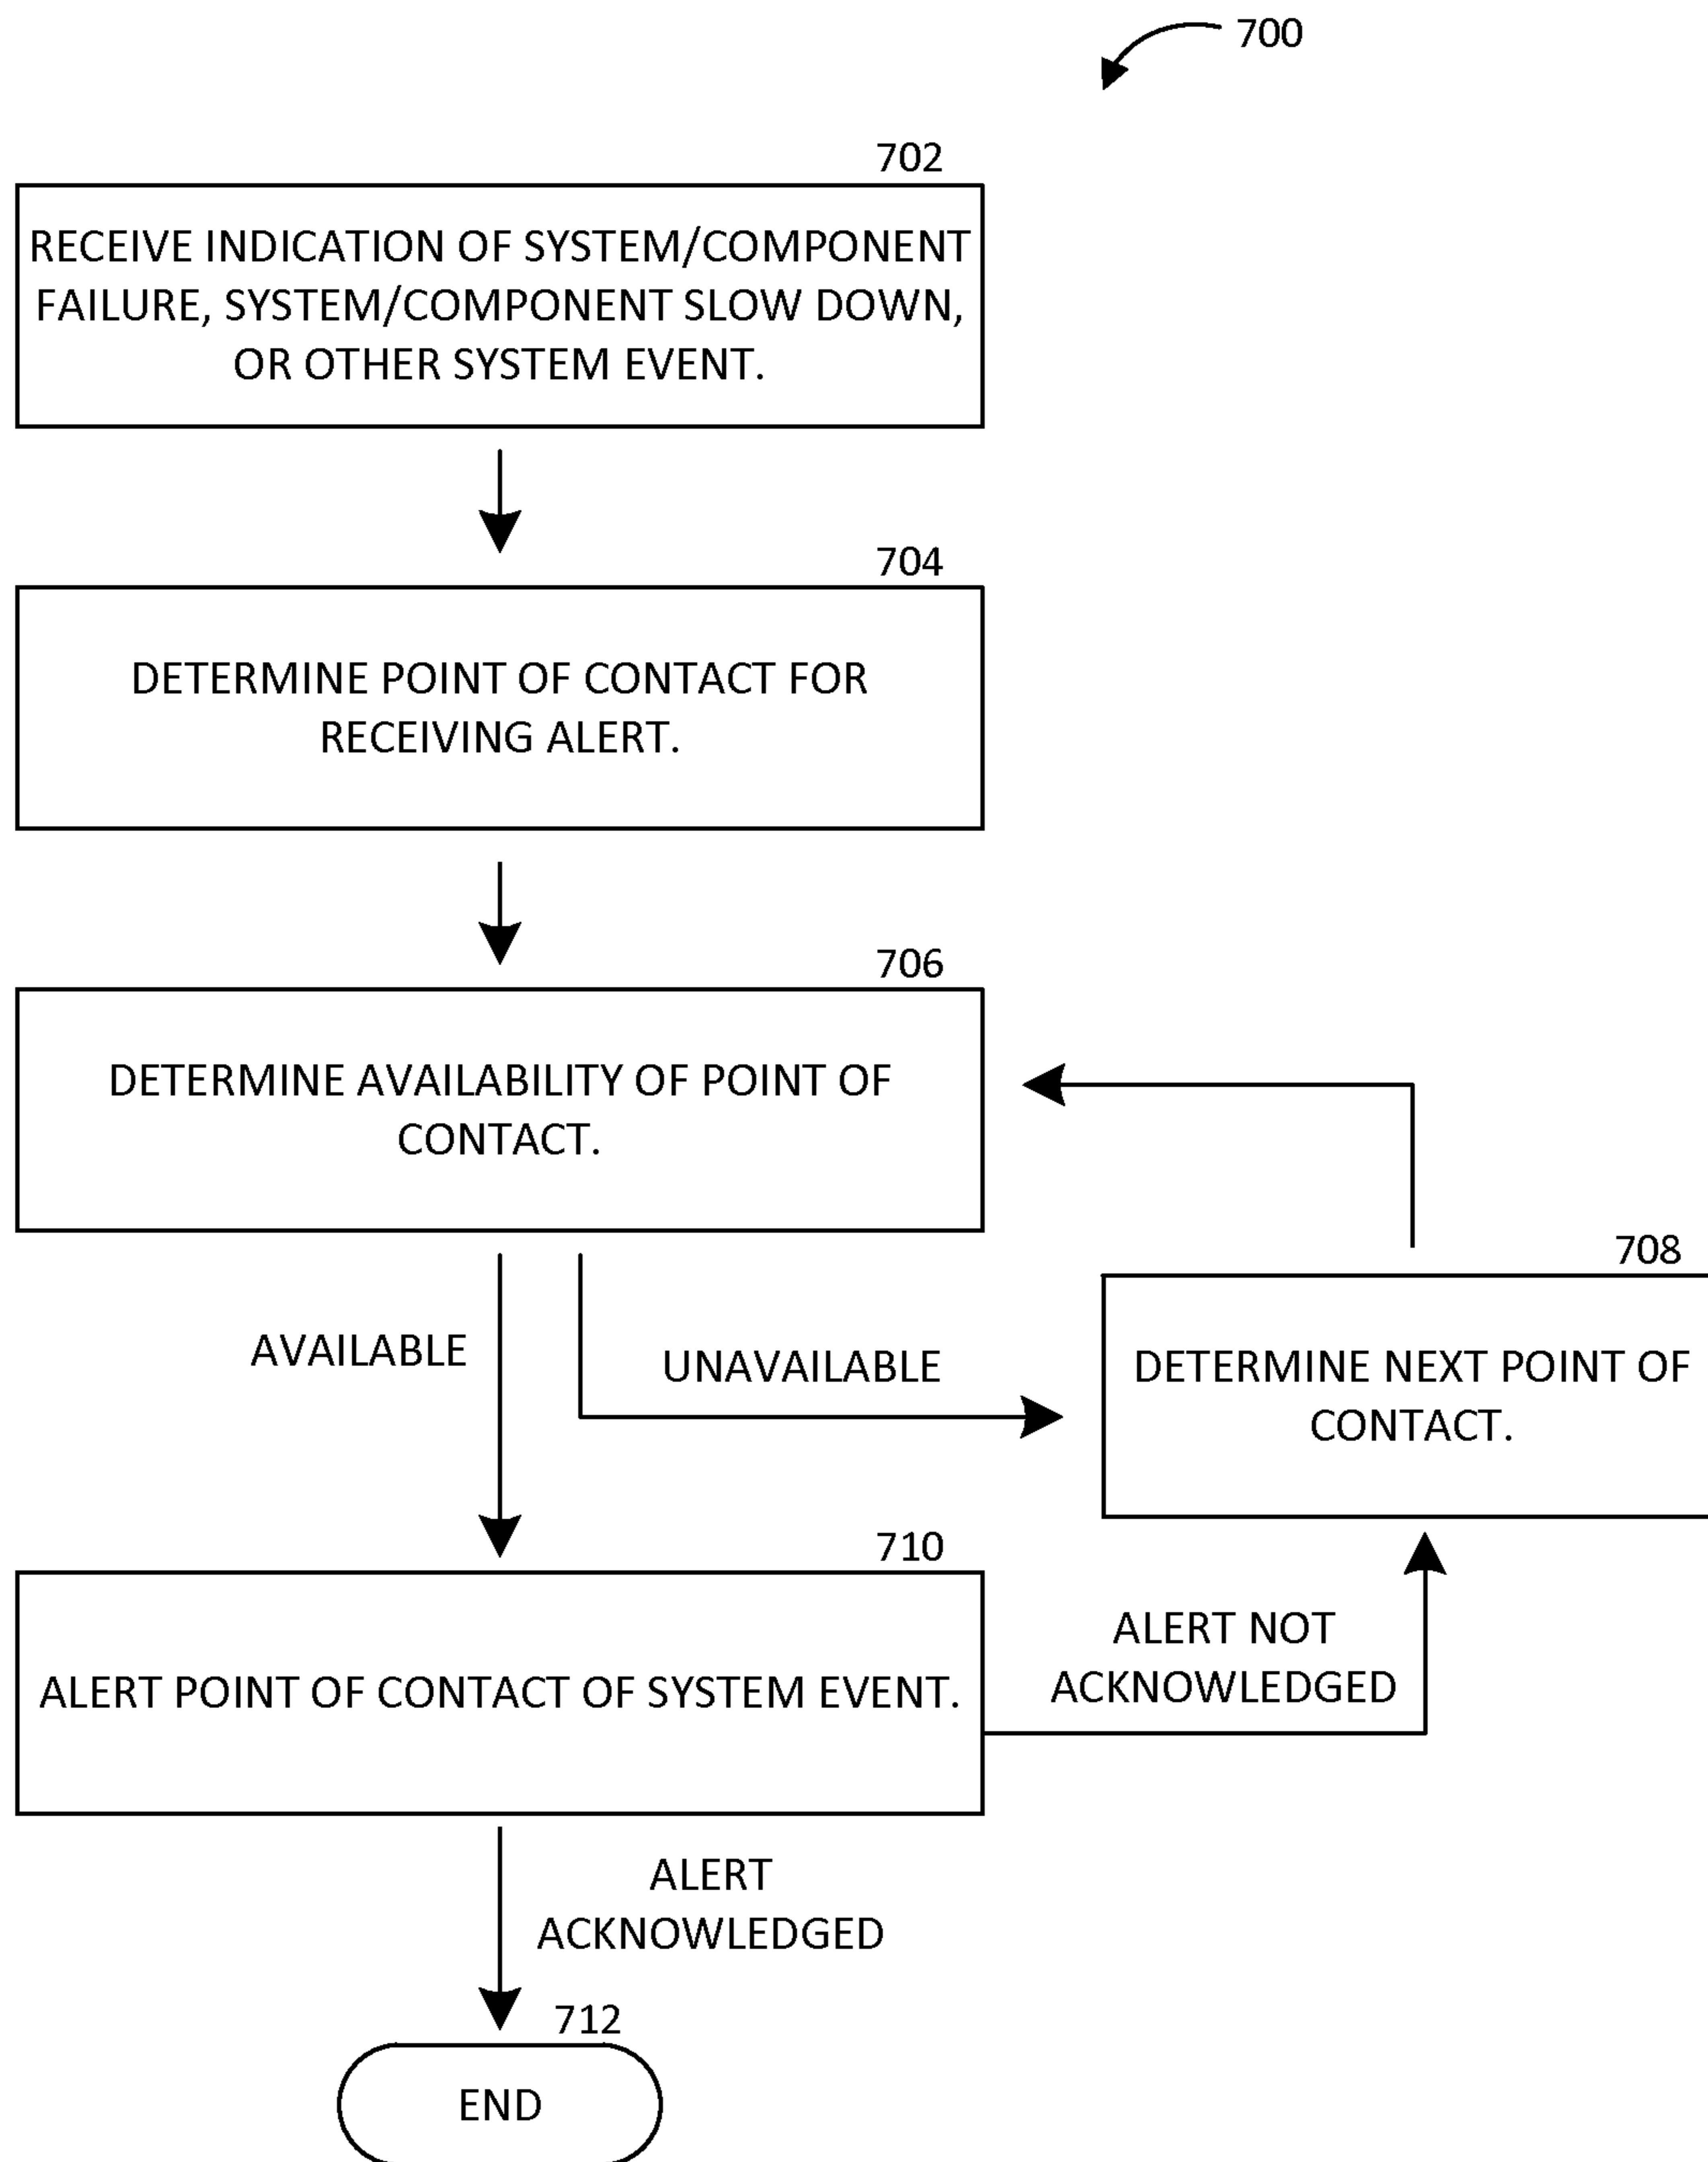 700
702
RECEIVE INDICATION OF SYSTEM/COMPONENT
FAILURE, SYSTEM/COMPONENT SLOW DOWN,
OR OTHER SYSTEM EVENT.
704
DETERMINE POINT OF CONTACT FOR
RECEIVING ALERT.
706
DETERMINE AVAILABILITY OF POINT OF
CONTACT.
708
AVAILABLE
UNAVAILABLE
DETERMINE NEXT POINT OF
CONTACT.
710
ALERT POINT OF CONTACT OF SYSTEM EVENT.
ALERT NOT
ACKNOWLEDGED
ALERT
ACKNOWLEDGED
712
END